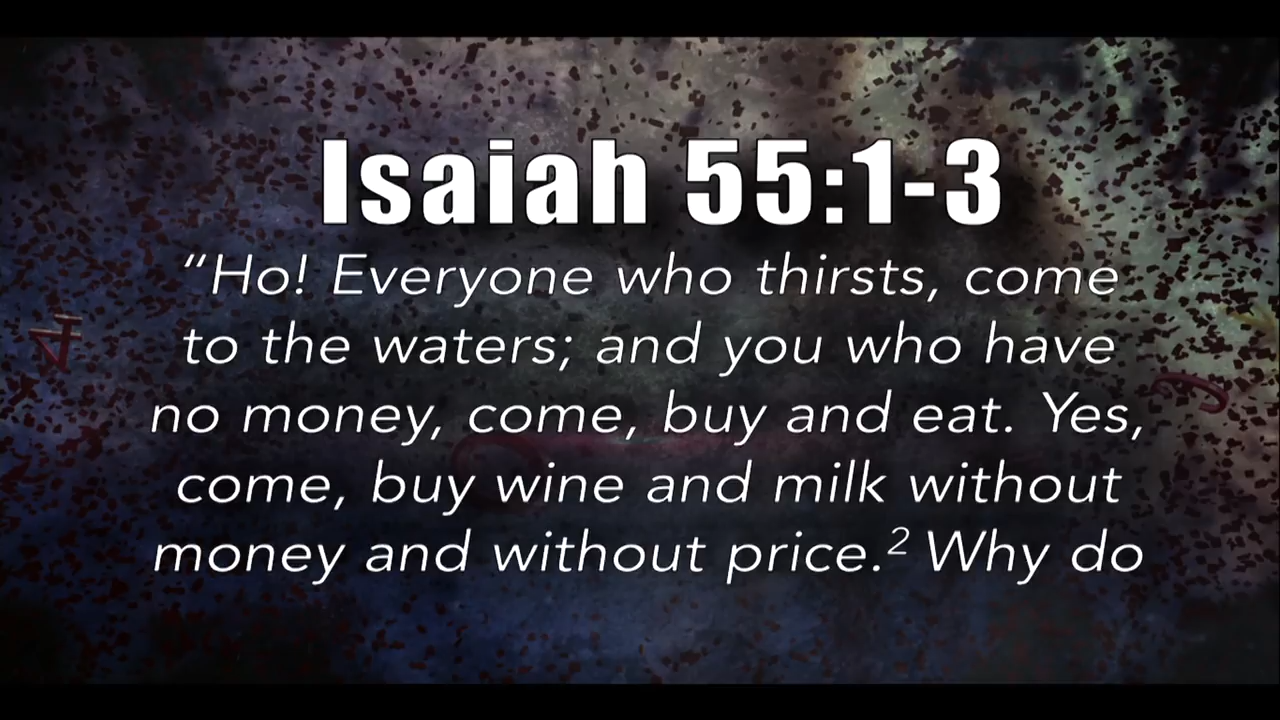 Isaiah 55:1-3
“Ho! Everyone who thirsts, come
to the waters; and you who have
no money, come, buy and eat. Yes,
come, buy wine and milk without
money and without price.² Why do